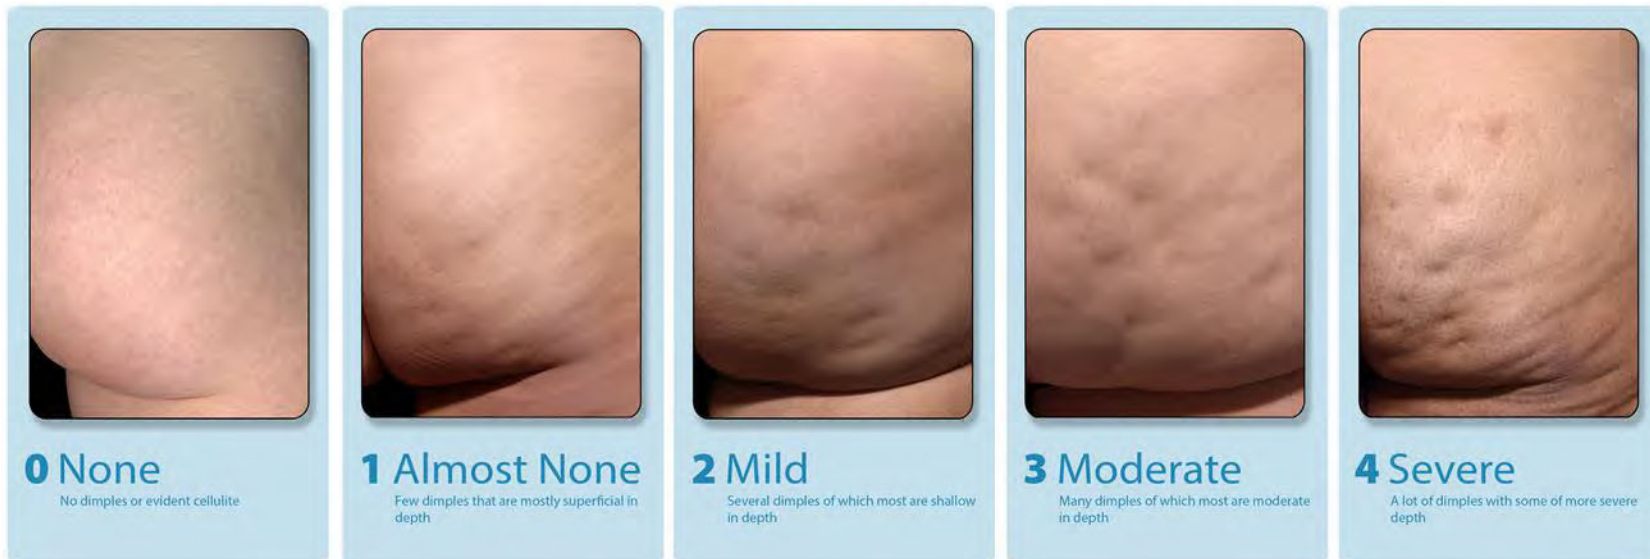 0 None
No dimples or evident cellulite
1 Almost None
Few dimples that are mostly superficial in
depth
2 Mild
Several dimples of which most are shallow
in depth
3 Moderate
Many dimples of which most are moderate
in depth
4 Severe
A lot of dimples with some of more severe
depth